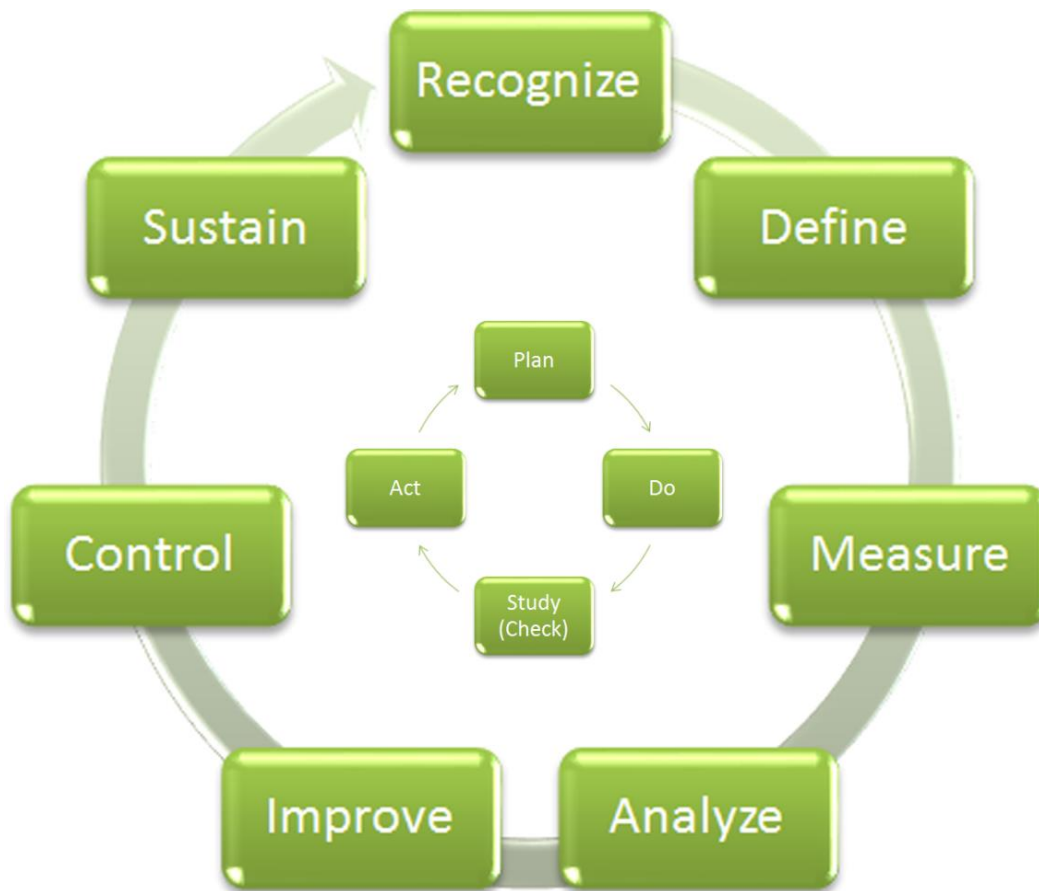 Recognize
Define
Measure
Analyze
Improve
Control
Sustain
Plan
Do
Study
(Check)
Act